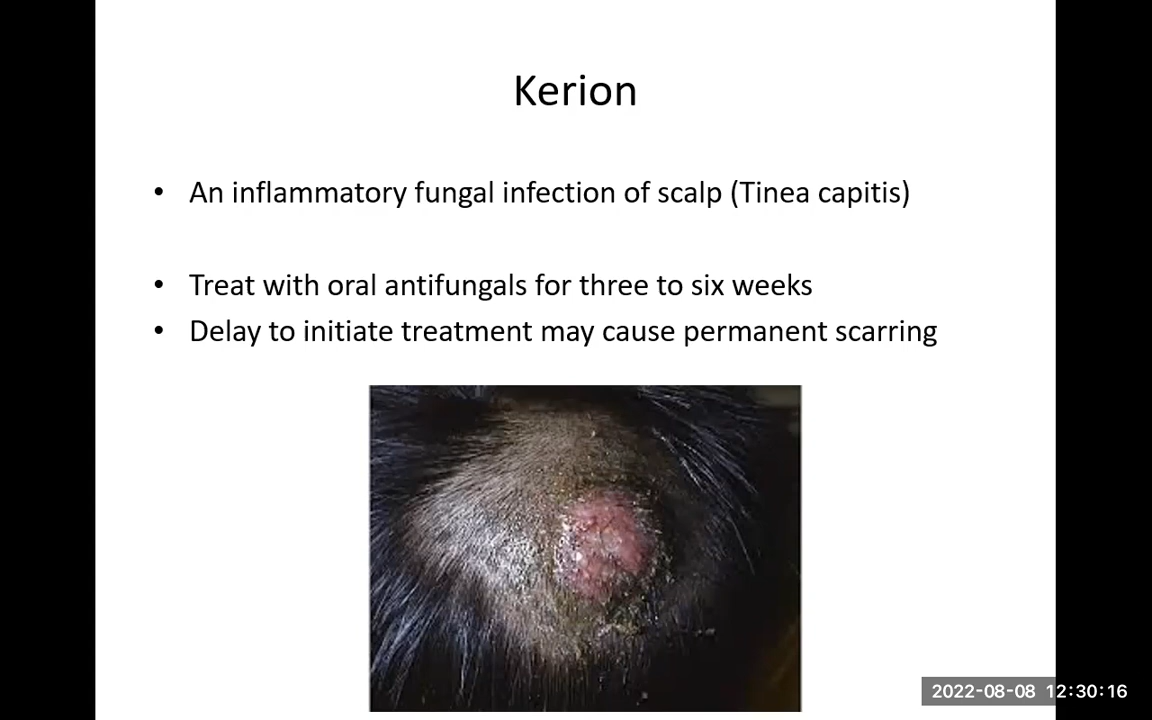 Kerion
• An inflammatory fungal infection of scalp (Tinea capitis)
• Treat with oral antifungals for three to six weeks
• Delay to initiate treatment may cause permanent scarring
2022-08-08 12:30:16